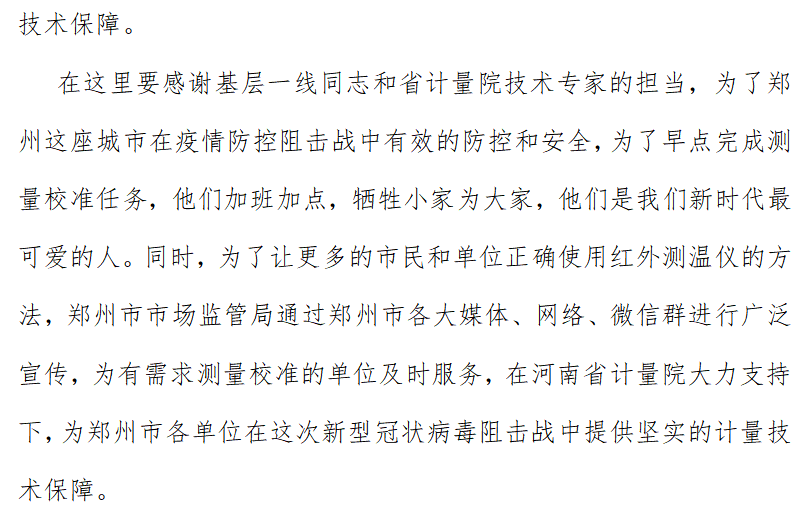 技术保障。
在这里要感谢基层一线同志和省计量院技术专家的担当，为了郑
州这座城市在疫情防控阻击战中有效的防控和安全，为了早点完成测
量校准任务，他们加班加点，牺牲小家为大家，他们是我们新时代最
可爱的人。同时，为了让更多的市民和单位正确使用红外测温仪的方
法，郑州市市场监管局通过郑州市各大媒体、网络、微信群进行广泛
宣传，为有需求测量校准的单位及时服务，在河南省计量院大力支持
下，为郑州市各单位在这次新型冠状病毒阻击战中提供坚实的计量技
术保障。